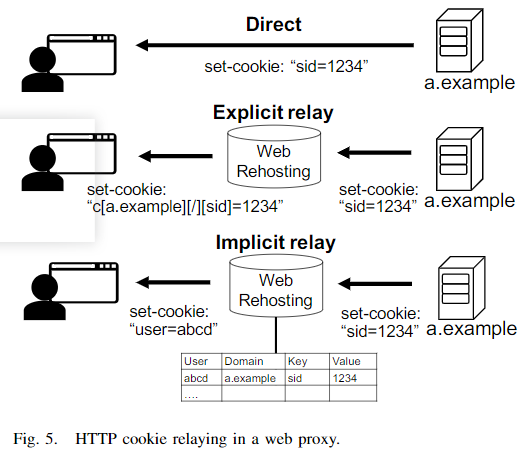 Direct
set-cookie: “sid=1234”
a.example
Explicit relay
Web
Rehosting
set-cookie:
“c[a.example][/][sid]=1234”
set-cookie:
“sid=1234”
a.example
Implicit relay
Web
Rehosting
set-cookie:
“user=abcd”
set-cookie:
“sid=1234”
a.example
User Domain Key Value
abcd a.example sid 1234
....
Fig. 5. HTTP cookie relaying in a web proxy.